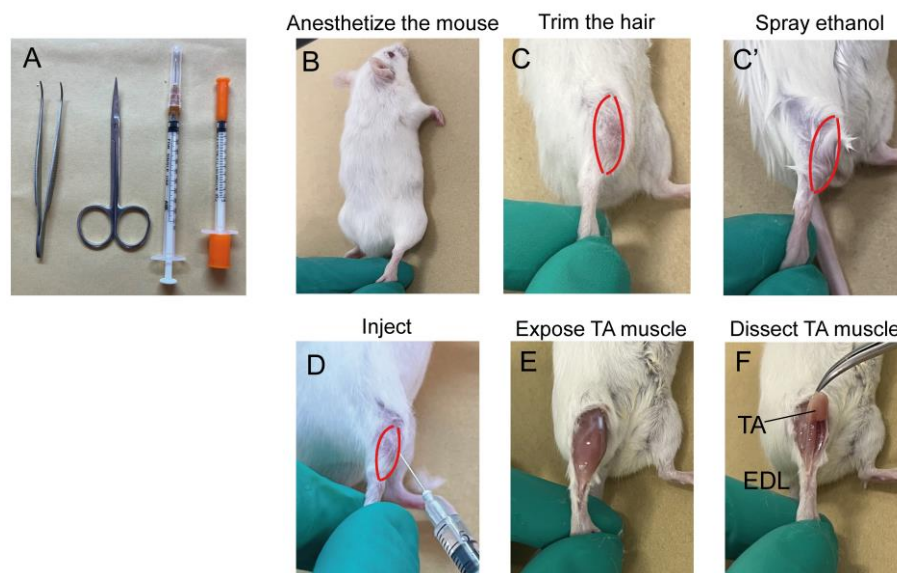 Anesthetize the mouse
Trim the hair
Spray ethanol
A
B
C
C'
Inject
Expose TA muscle
Dissect TA muscle
D
E
F
TA
EDL